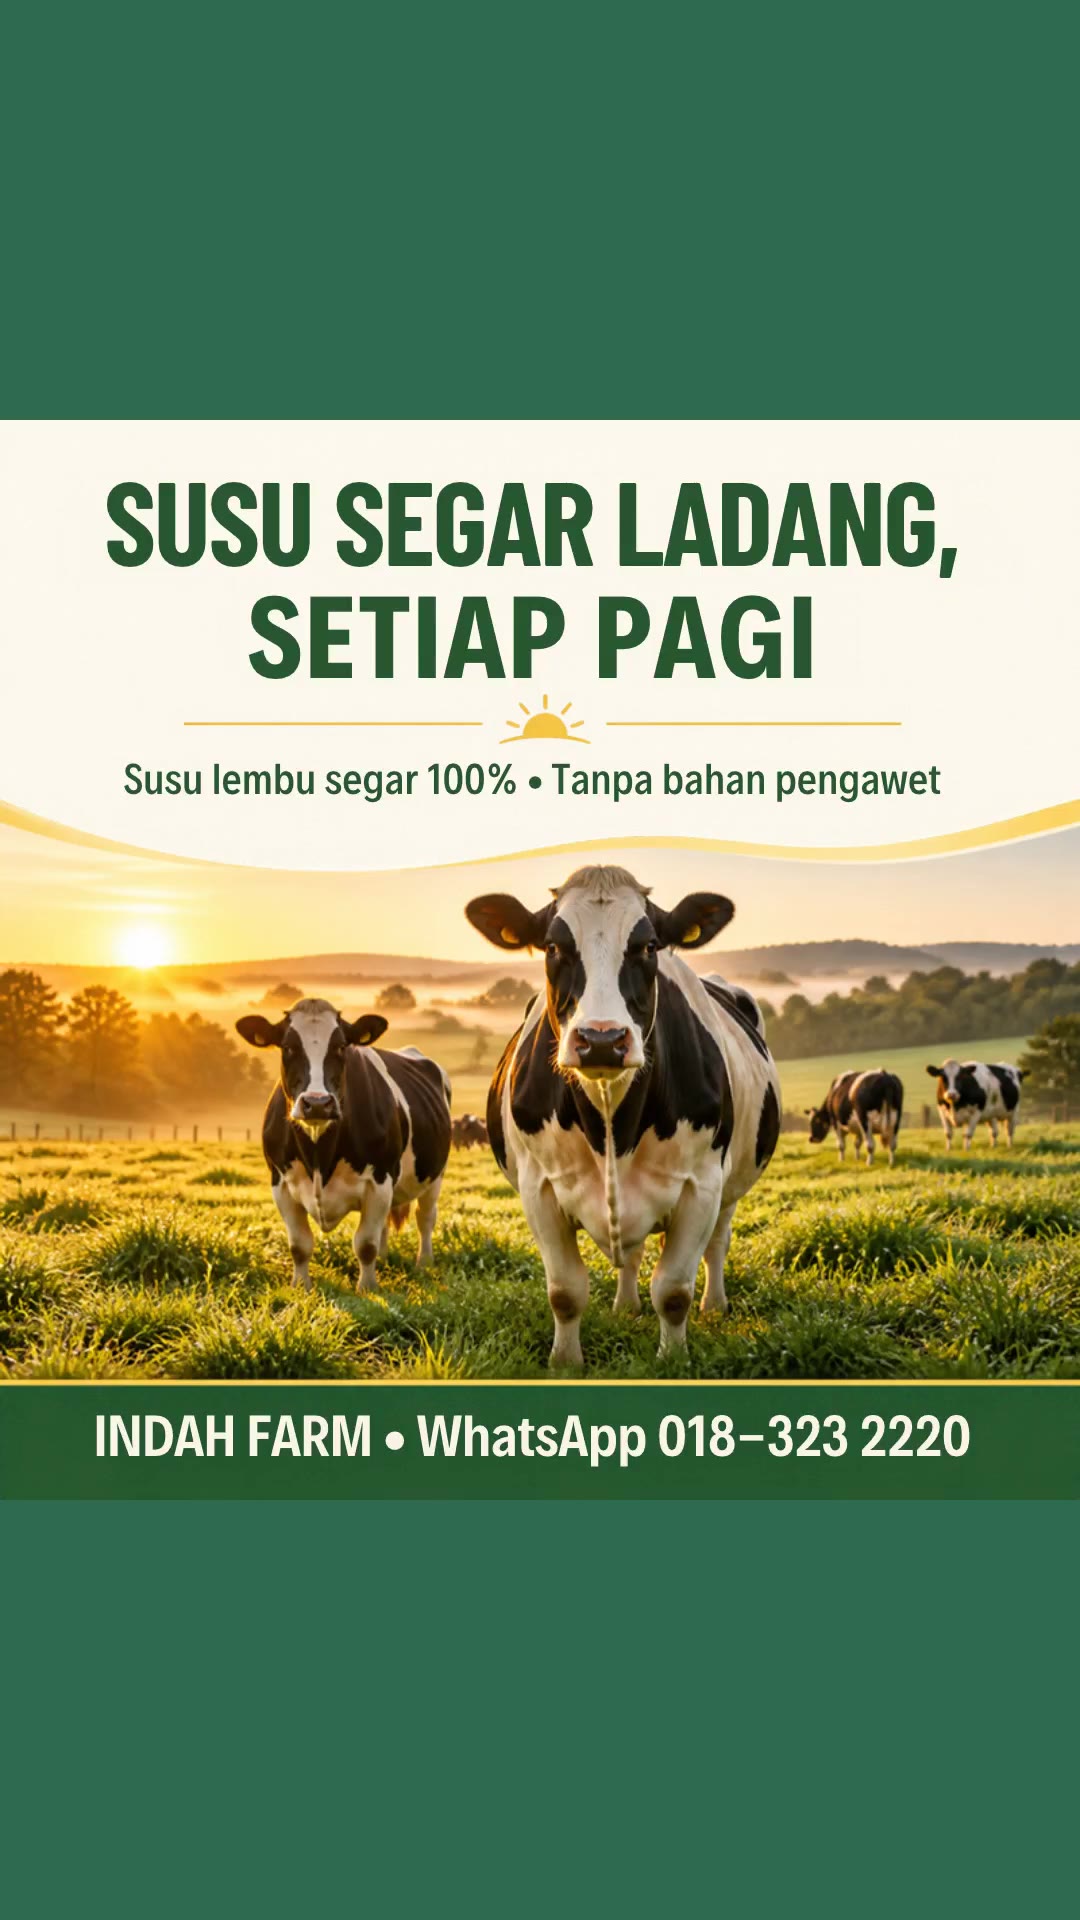 SUSU SEGAR LADANG,
SETIAP PAGI
Susu lembu segar 100% • Tanpa bahan pengawet
INDAH FARM • WhatsApp 018–323 2220